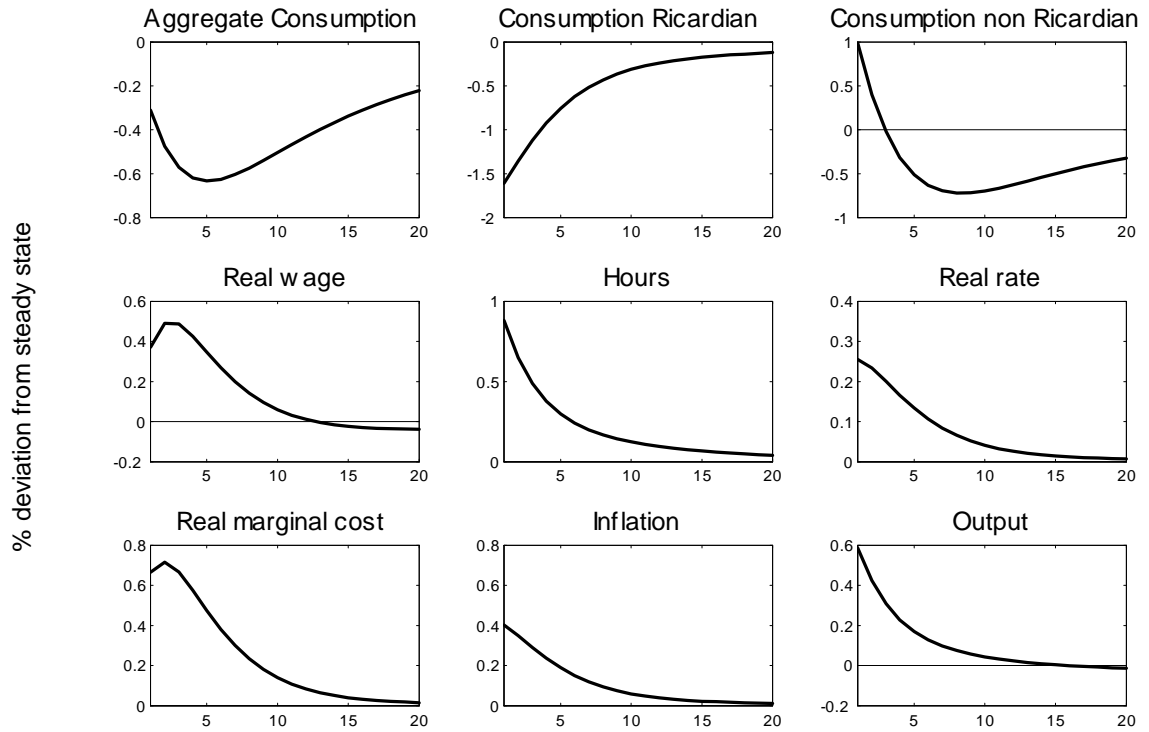 Aggregate Consumption
Consumption Ricardian
Consumption non Ricardian
0
-0.2
-0.4
-0.6
-0.8
5 10 15 20
0
-0.5
-1
-1.5
-2
5 10 15 20
1
0.5
0
-0.5
-1
5 10 15 20
% deviation from steady state
Real wage
Hours
Real rate
0.6
0.4
0.2
0
-0.2
5 10 15 20
1
0.5
0
5 10 15 20
0.4
0.3
0.2
0.1
0
5 10 15 20
Real marginal cost
Inflation
Output
0.8
0.6
0.4
0.2
0
5 10 15 20
0.8
0.6
0.4
0.2
0
5 10 15 20
0.6
0.4
0.2
0
-0.2
5 10 15 20